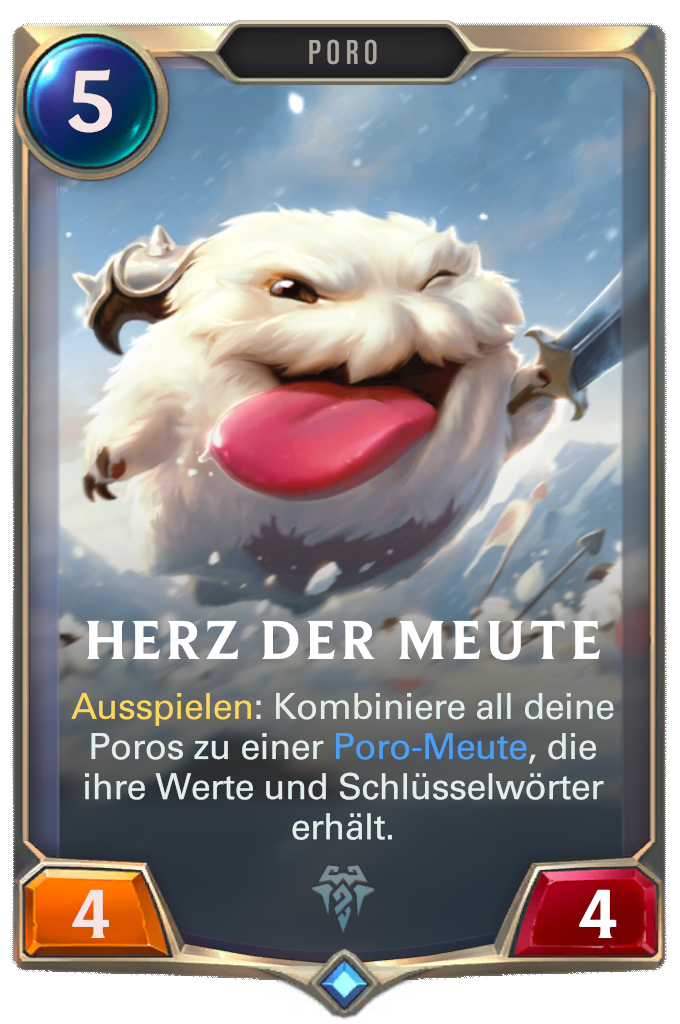 PORO
5
HERZ DER MEUTE
Ausspielen: Kombiniere all deine
Poros zu einer Poro-Meute, die
ihre Werte und Schlüsselwörter
erhält.
4
4